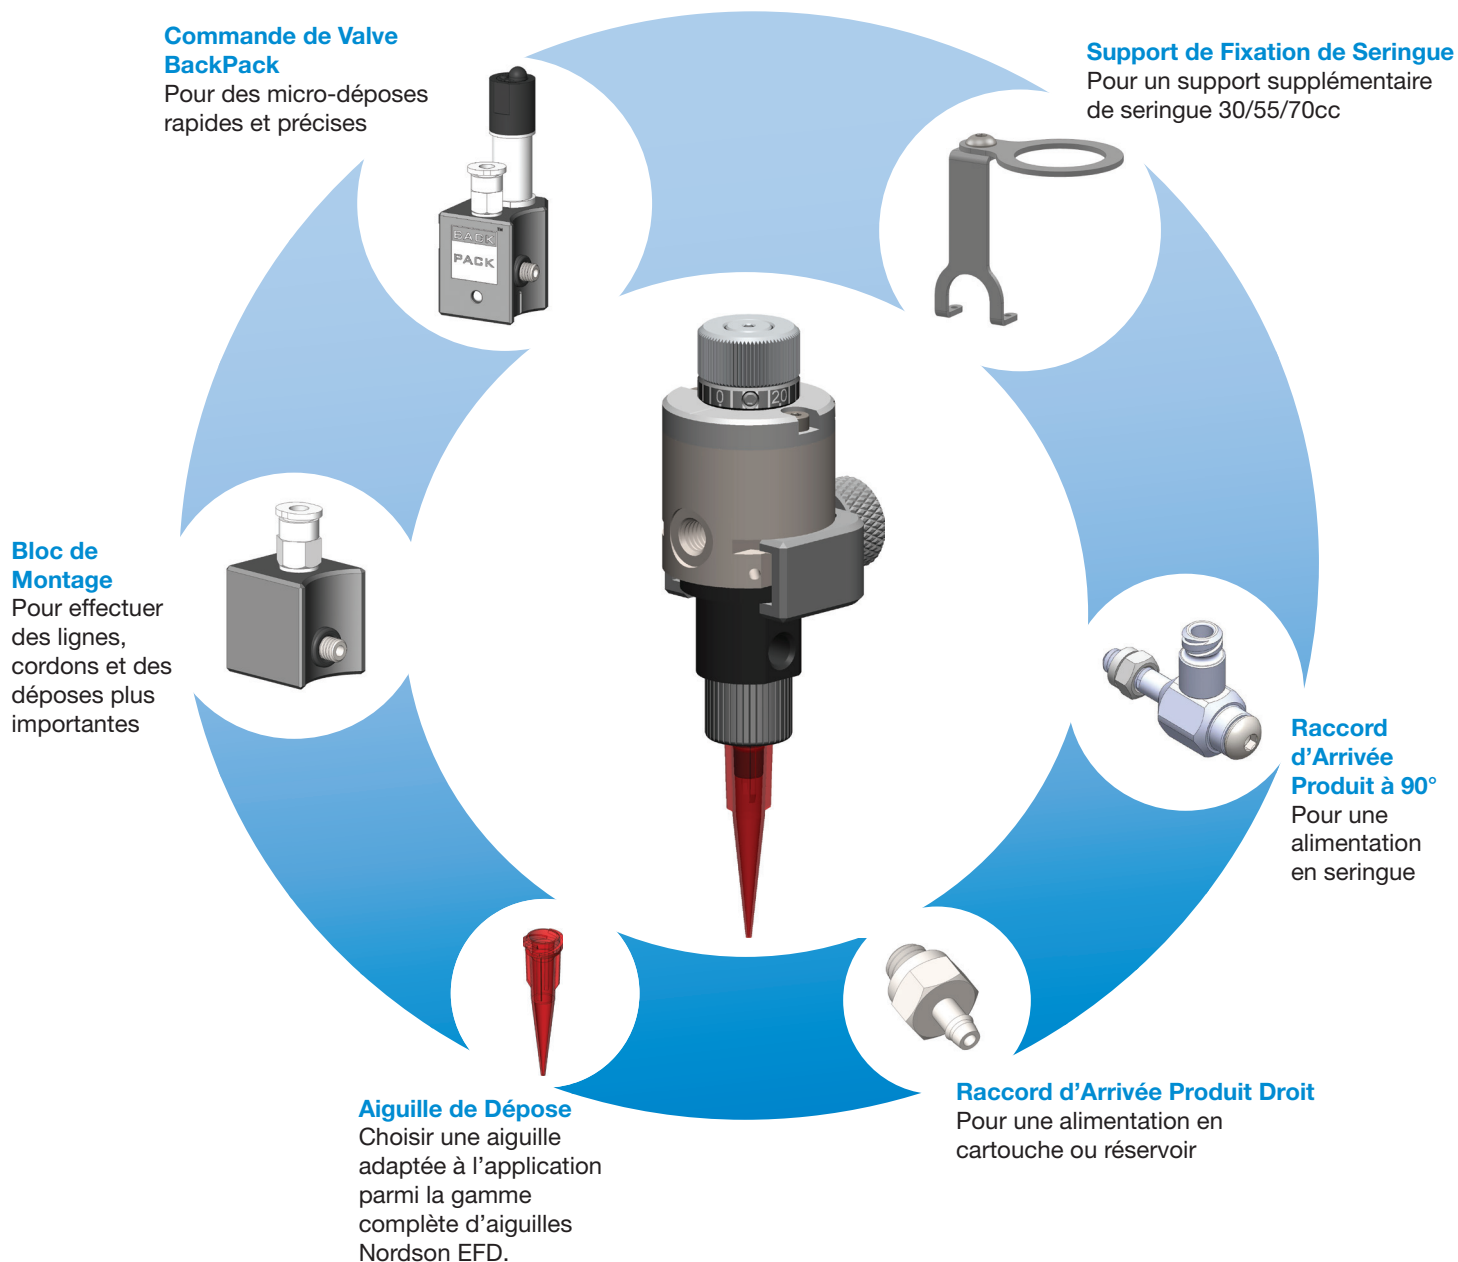 Commande de Valve
BackPack
Pour des micro-déposes
rapides et précises
Support de Fixation de Seringue
Pour un support supplémentaire
de seringue 30/55/70cc
BACK™
PACK
0
20
Bloc de
Montage
Pour effectuer
des lignes,
cordons et des
déposes plus
importantes
Raccord
d’Arrivée
Produit à 90°
Pour une
alimentation
en seringue
Raccord d’Arrivée Produit Droit
Pour une alimentation en
cartouche ou réservoir
Aiguille de Dépose
Choisir une aiguille
adaptée à l’application
parmi la gamme
complète d’aiguilles
Nordson EFD.